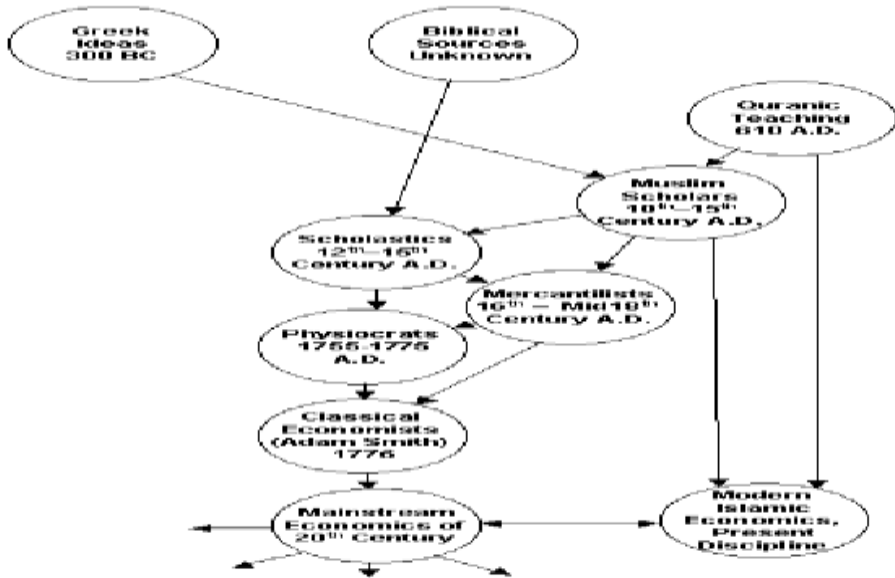 Greek
Ideas
300 BC
Biblical
Sources
Unknown
Quranic
Teaching
610 A.D.
Muslim
Scholars
10th–15th
Century A.D.
Scholastics
12th–15th
Century A.D.
Mercantilists
16th – Mid18th
Century A.D.
Physiocrats
1755-1775
A.D.
Classical
Economists
(Adam Smith)
1776
Mainstream
Economics of
20th Century
Modern
Islamic
Economics,
Present
Discipline